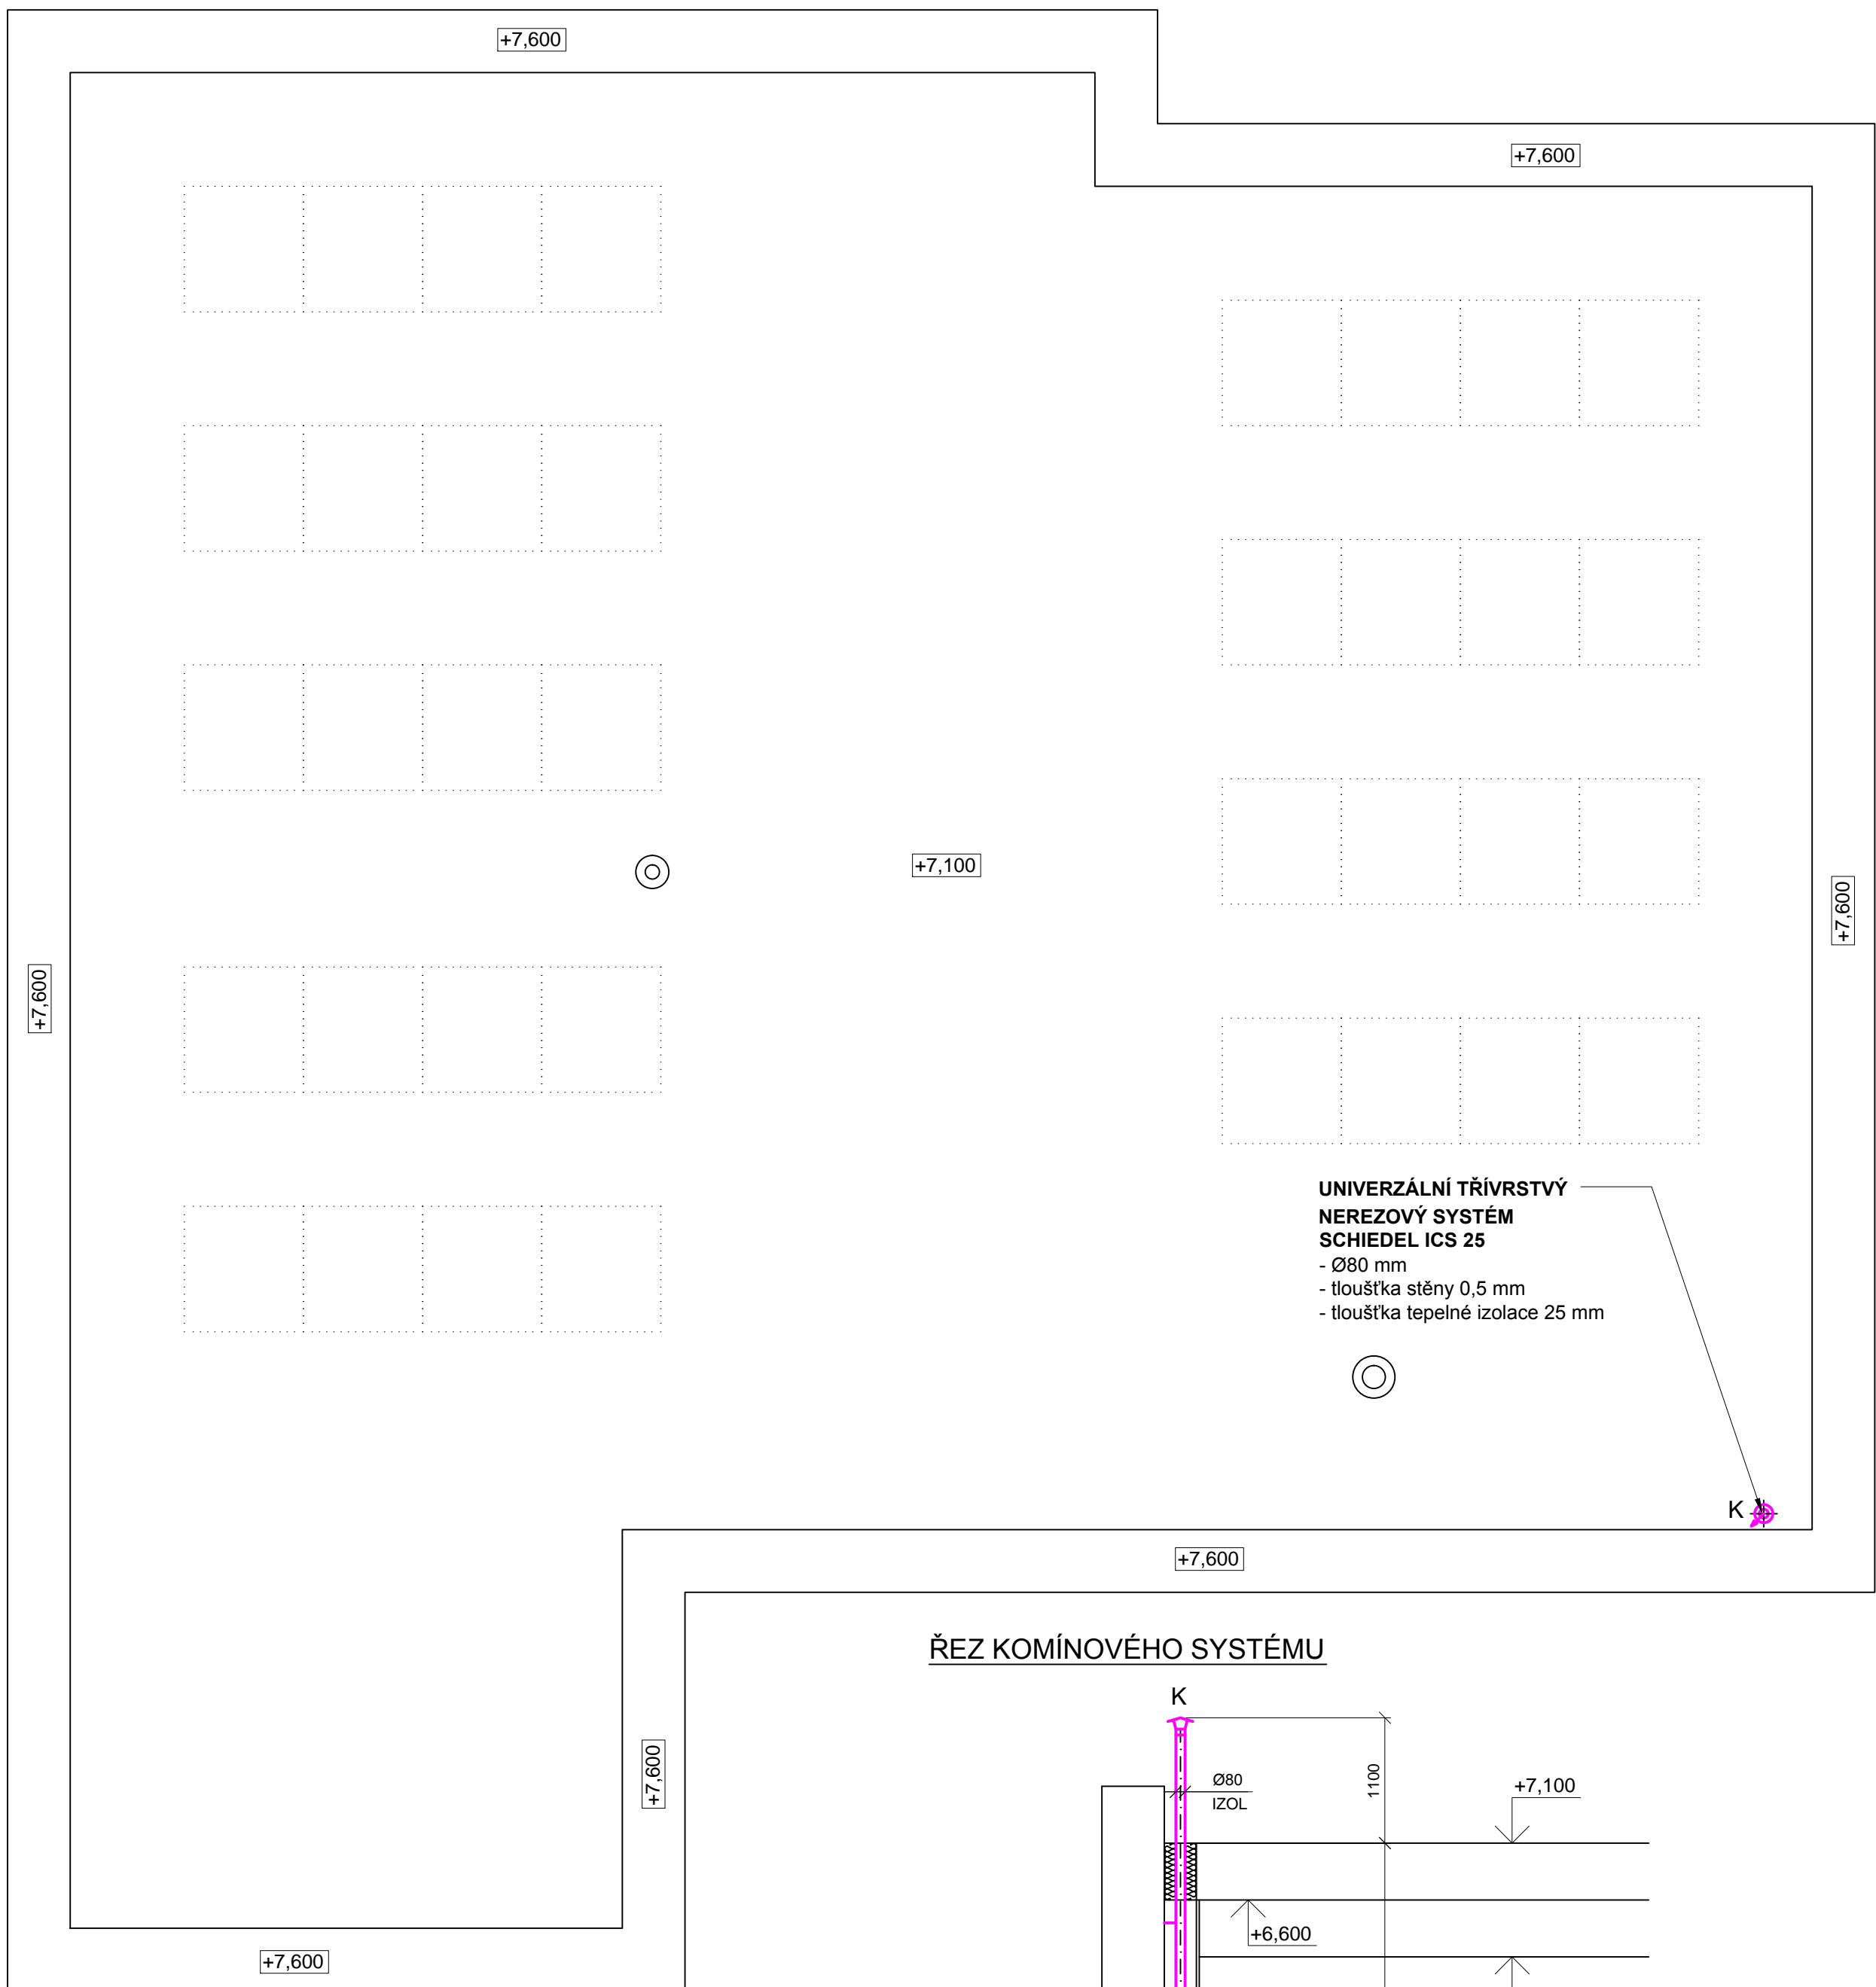 +7,600
+7,600
+7,100
+7,600
+7,600
UNIVERZÁLNÍ TŘÍVRSTVÝ
NEREZOVÝ SYSTÉM
SCHIEDEL ICS 25
- Ø80 mm
- tloušťka stěny 0,5 mm
- tloušťka tepelné izolace 25 mm
K
+7,600
ŘEZ KOMÍNOVÉHO SYSTÉMU
K
+7,600
Ø80
IZOL
1100
+7,100
+6,600
+7,600